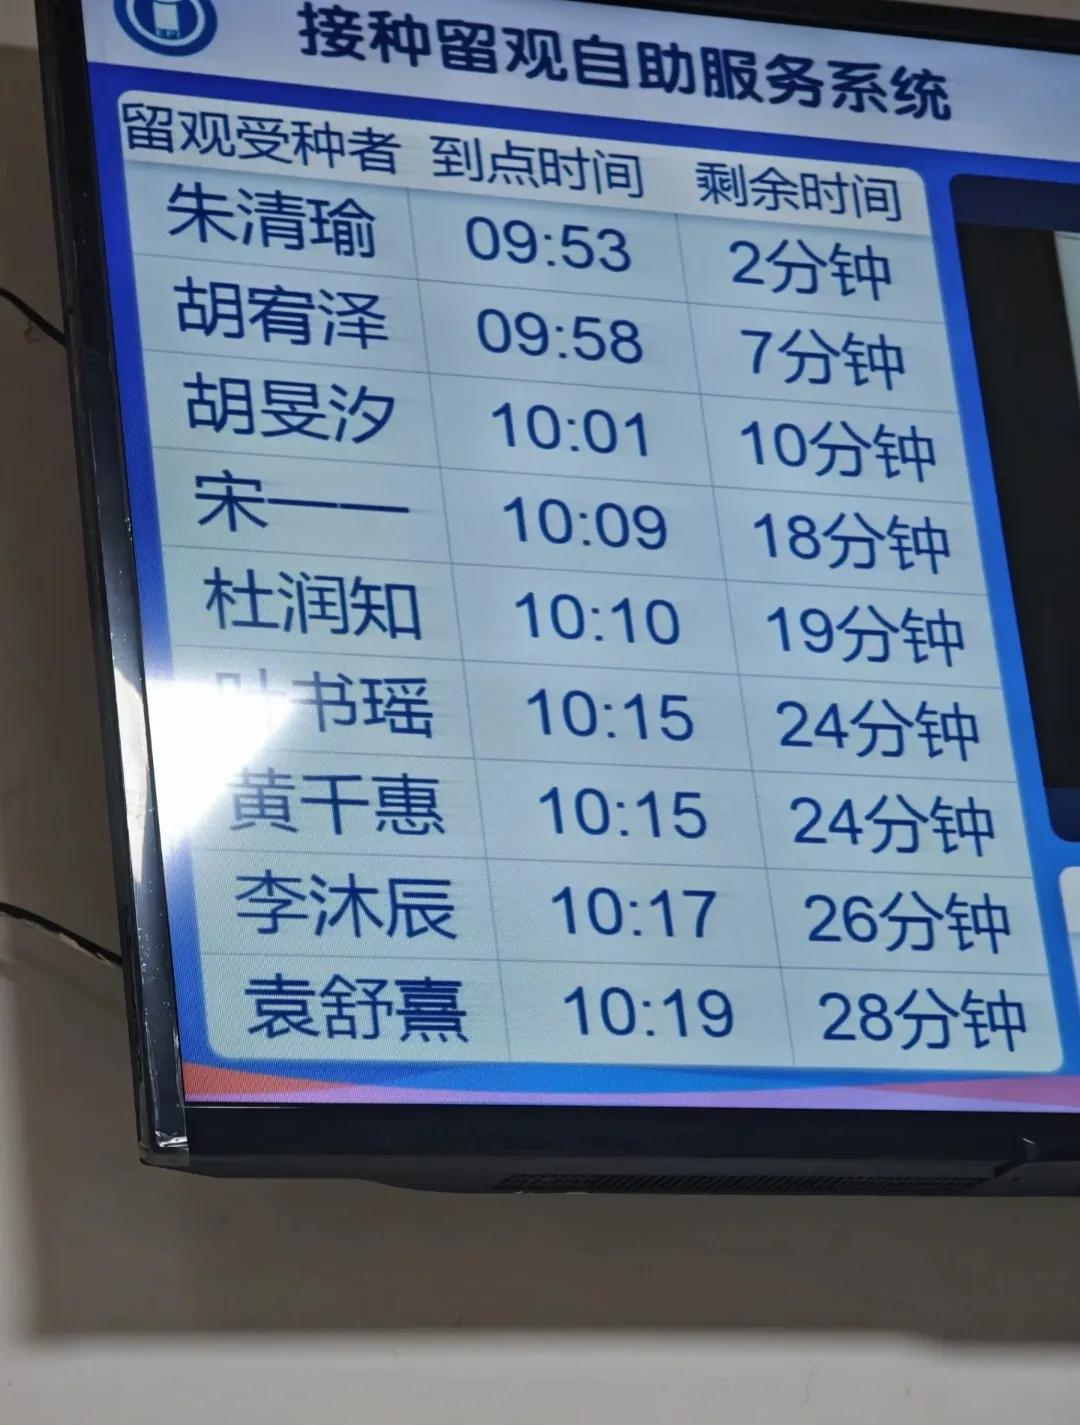 接种留观自助服务系统
留观受种者 到点时间 剩余时间
朱清瑜 09:53 2分钟
胡宥泽 09:58 7分钟
胡旻汐 10:01 10分钟
宋一一 10:09 18分钟
杜润知 10:10 19分钟
叶书瑶 10:15 24分钟
黄千惠 10:15 24分钟
李沐辰 10:17 26分钟
袁舒熹 10:19 28分钟